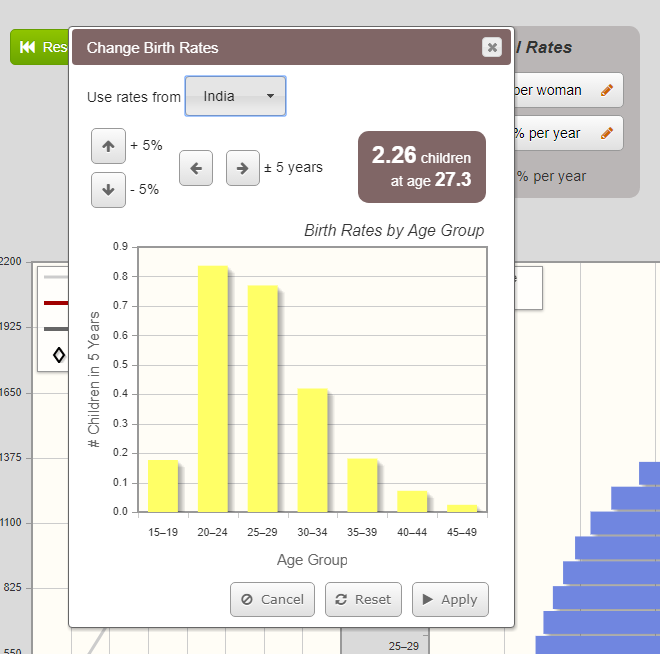 Res
Change Birth Rates
l Rates
Use rates from India
per woman
+ 5%
- 5%
± 5 years
2.26 children
at age 27.3
% per year
% per year
Birth Rates by Age Group
# Children in 5 Years
0.9
0.8
0.7
0.6
0.5
0.4
0.3
0.2
0.1
0.0
15–19 20–24 25–29 30–34 35–39 40–44 45–49
Age Group
Cancel Reset Apply
2200
1925
1650
1375
1100
825
550
25–29